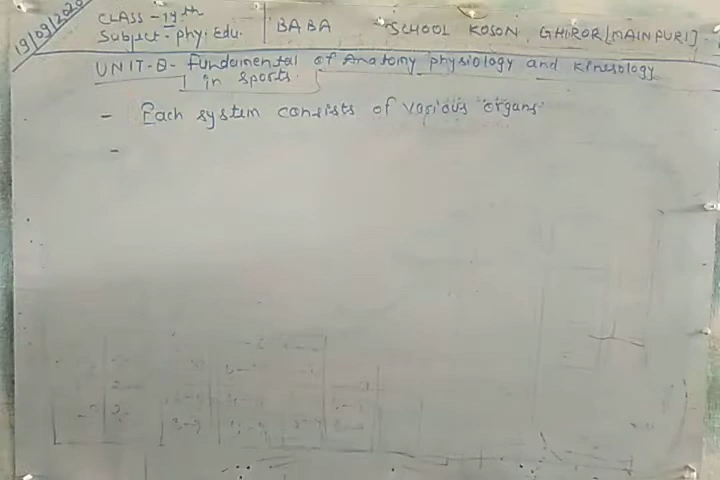 19/09/2020
CLASS - 11th
Subject - phy. Edu.
BABA
SCHOOL KOSON, GHIROR [MAINPURI]
UNIT-8- Fundamental of Anatomy physiology and kinesology
in sports.
- Each system consists of various organs.
-